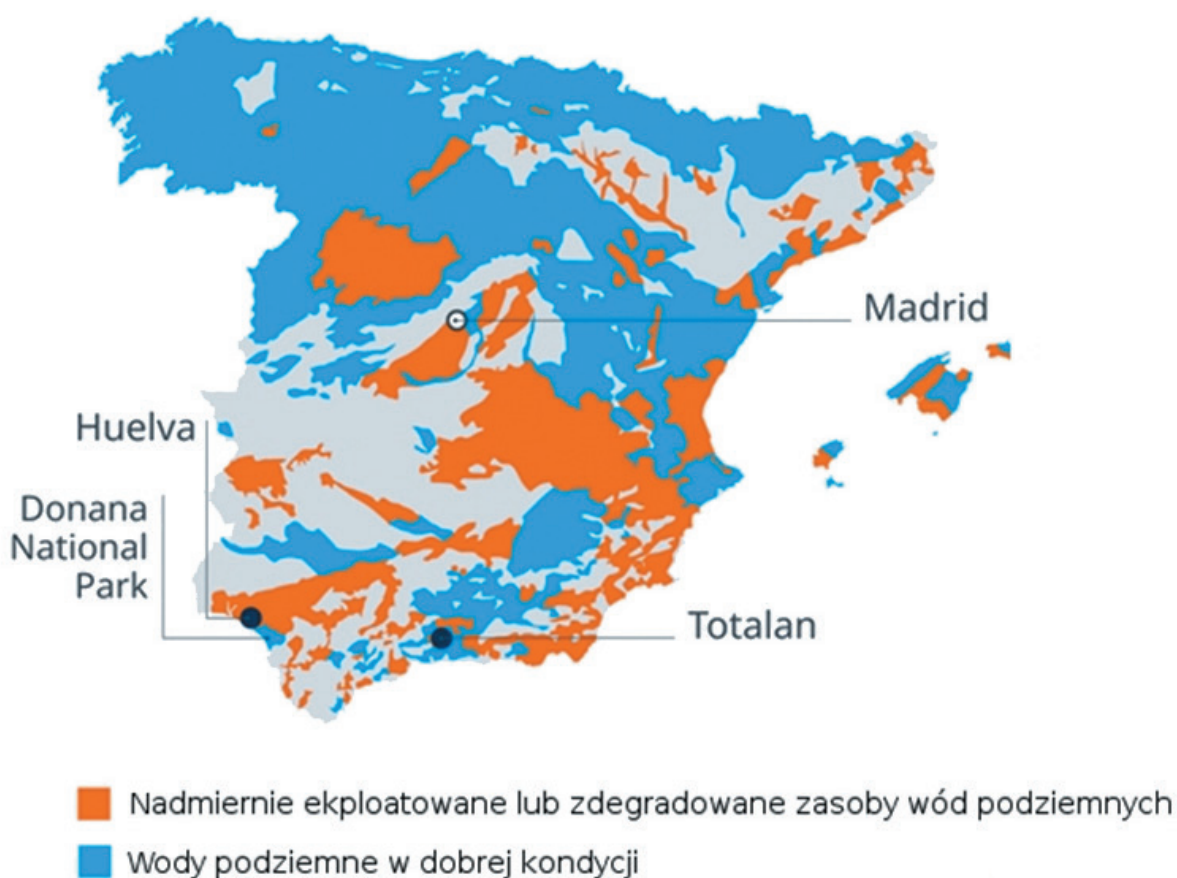 Madrid
Huelva
Donana
National
Park
Totalan
Nadmiernie ekploatowane lub zdegradowane zasoby wód podziemnych
Wody podziemne w dobrej kondycji